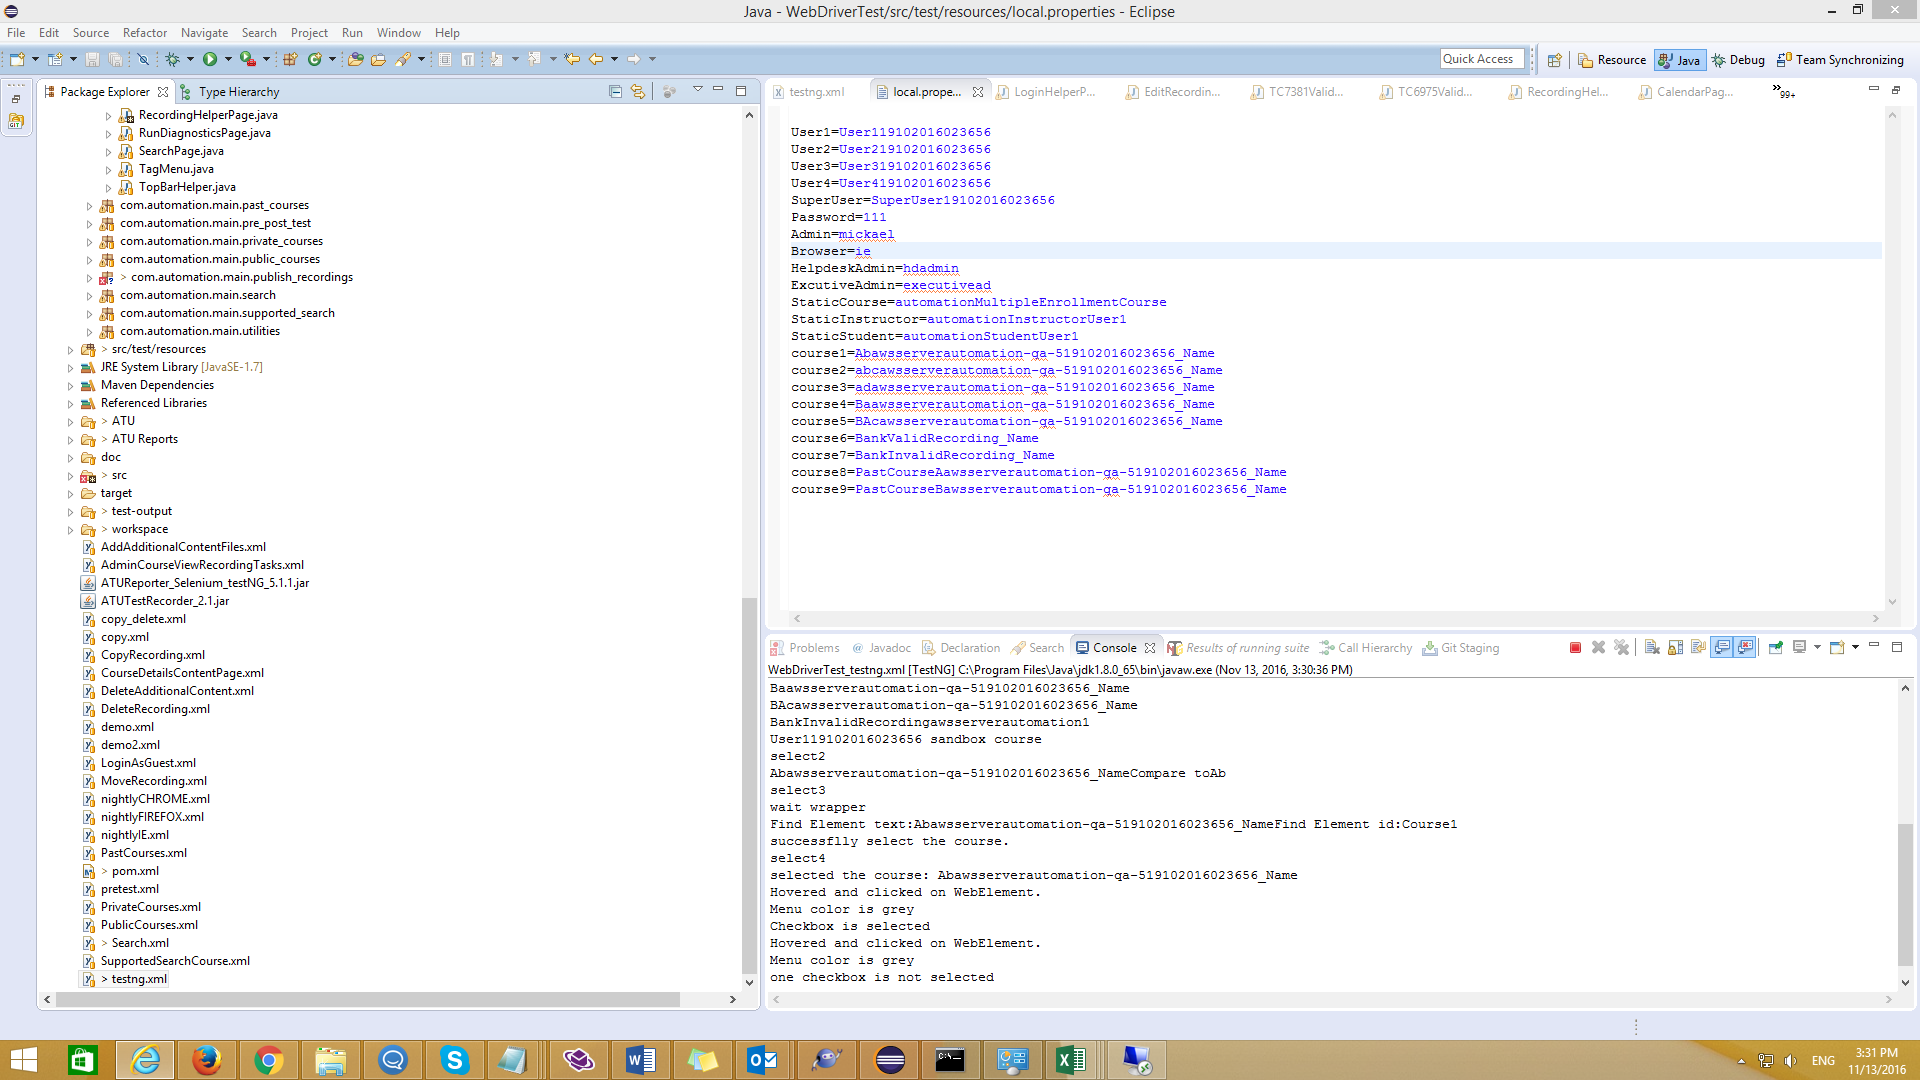 Java - WebDriverTest/src/test/resources/local.properties - Eclipse
File Edit Source Refactor Navigate Search Project Run Window Help
Quick Access
Resource
Java
Debug
Team Synchronizing
Package Explorer
Type Hierarchy
RecordingHelperPage.java
RunDiagnosticsPage.java
SearchPage.java
TagMenu.java
TopBarHelper.java
com.automation.main.past_courses
com.automation.main.pre_post_test
com.automation.main.private_courses
com.automation.main.public_courses
> com.automation.main.publish_recordings
com.automation.main.search
com.automation.main.supported_search
com.automation.main.utilities
> src/test/resources
JRE System Library [JavaSE-1.7]
Maven Dependencies
Referenced Libraries
> ATU
> ATU Reports
doc
> src
target
> test-output
> workspace
AddAdditionalContentFiles.xml
AdminCourseViewRecordingTasks.xml
ATUReporter_Selenium_testNG_5.1.1.jar
ATUTestRecorder_2.1.jar
copy_delete.xml
copy.xml
CopyRecording.xml
CourseDetailsContentPage.xml
DeleteAdditionalContent.xml
DeleteRecording.xml
demo.xml
demo2.xml
LoginAsGuest.xml
MoveRecording.xml
nightlyCHROME.xml
nightlyFIREFOX.xml
nightlyIE.xml
PastCourses.xml
> pom.xml
pretest.xml
PrivateCourses.xml
PublicCourses.xml
> Search.xml
SupportedSearchCourse.xml
> testng.xml
testng.xml
local.prope...
LoginHelperP...
EditRecordin...
TC7381Valid...
TC6975Valid...
RecordingHel...
CalendarPag...
»99+
User1=User119102016023656
User2=User219102016023656
User3=User319102016023656
User4=User419102016023656
SuperUser=SuperUser19102016023656
Password=111
Admin=mickael
Browser=ie
HelpdeskAdmin=hdadmin
ExcutiveAdmin=executivead
StaticCourse=automationMultipleEnrollmentCourse
StaticInstructor=automationInstructorUser1
StaticStudent=automationStudentUser1
course1=Abawsserverautomation-qa-519102016023656_Name
course2=abcawsserverautomation-qa-519102016023656_Name
course3=adawsserverautomation-qa-519102016023656_Name
course4=Baawsserverautomation-qa-519102016023656_Name
course5=BAcawsserverautomation-qa-519102016023656_Name
course6=BankValidRecording_Name
course7=BankInvalidRecording_Name
course8=PastCourseAawsserverautomation-qa-519102016023656_Name
course9=PastCourseBawsserverautomation-qa-519102016023656_Name
Problems
@ Javadoc
Declaration
Search
Console
Results of running suite
Call Hierarchy
Git Staging
WebDriverTest_testng.xml [TestNG] C:\Program Files\Java\jdk1.8.0_65\bin\javaw.exe (Nov 13, 2016, 3:30:36 PM)
Baawsserverautomation-qa-519102016023656_Name
BAcawsserverautomation-qa-519102016023656_Name
BankInvalidRecordingawsserverautomation1
User119102016023656 sandbox course
select2
Abawsserverautomation-qa-519102016023656_NameCompare toAb
select3
wait wrapper
Find Element text:Abawsserverautomation-qa-519102016023656_NameFind Element id:Course1
successflly select the course.
select4
selected the course: Abawsserverautomation-qa-519102016023656_Name
Hovered and clicked on WebElement.
Menu color is grey
Checkbox is selected
Hovered and clicked on WebElement.
Menu color is grey
one checkbox is not selected
ENG
3:31 PM
11/13/2016